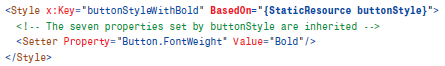 <Style x:Key="buttonStyleWithBold" BasedOn="{StaticResource buttonStyle}">
<!-- The seven properties set by buttonStyle are inherited -->
<Setter Property="Button.FontWeight" Value="Bold"/>
</Style>